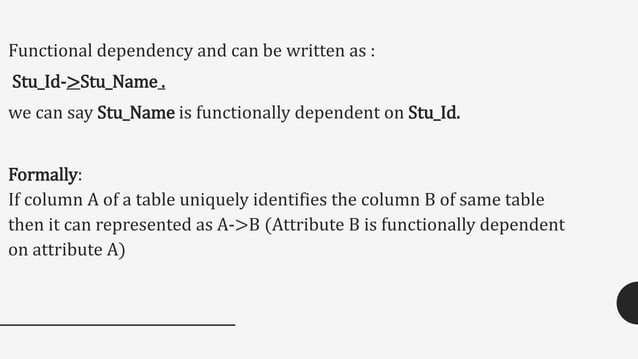 Functional dependency and can be written as :
Stu_Id->Stu_Name .
we can say Stu_Name is functionally dependent on Stu_Id.
Formally:
If column A of a table uniquely identifies the column B of same table
then it can represented as A->B (Attribute B is functionally dependent
on attribute A)